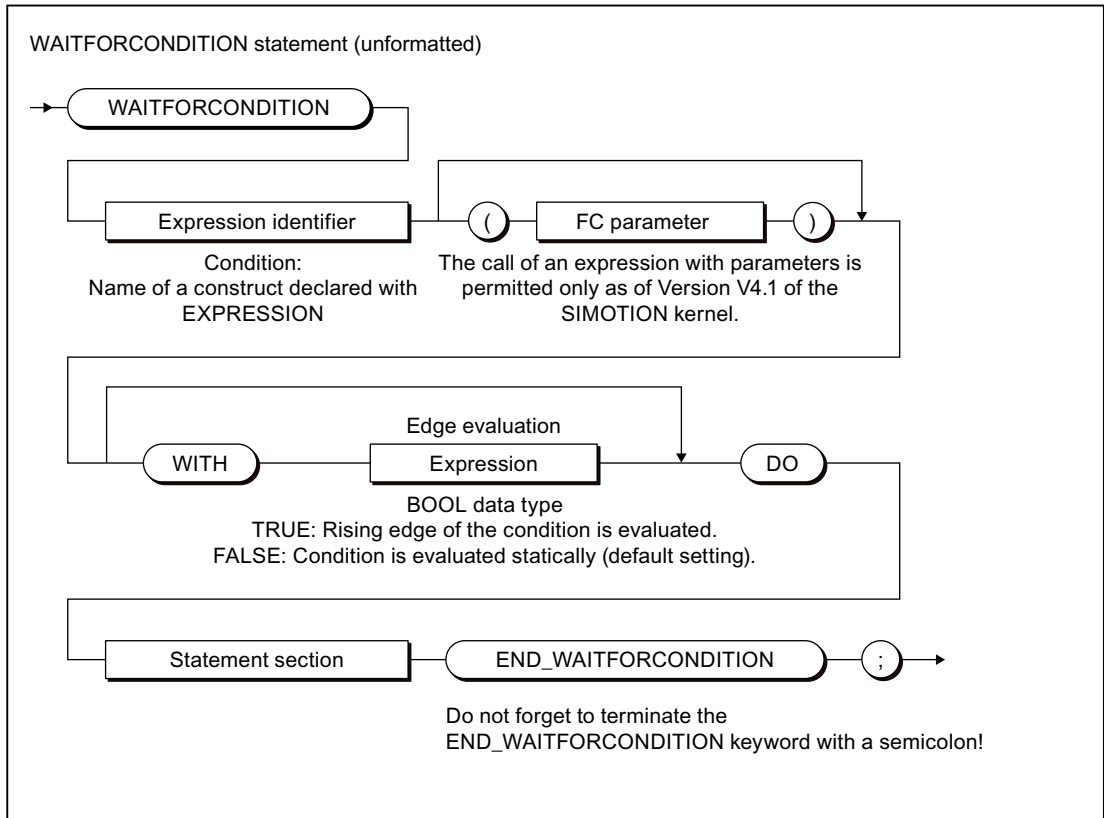 WAITFORCONDITION statement (unformatted)
WAITFORCONDITION
Expression identifier
( FC parameter )
Condition:
Name of a construct declared with
EXPRESSION
The call of an expression with parameters is
permitted only as of Version V4.1 of the
SIMOTION kernel.
Edge evaluation
WITH Expression DO
BOOL data type
TRUE: Rising edge of the condition is evaluated.
FALSE: Condition is evaluated statically (default setting).
Statement section END_WAITFORCONDITION ;
Do not forget to terminate the
END_WAITFORCONDITION keyword with a semicolon!